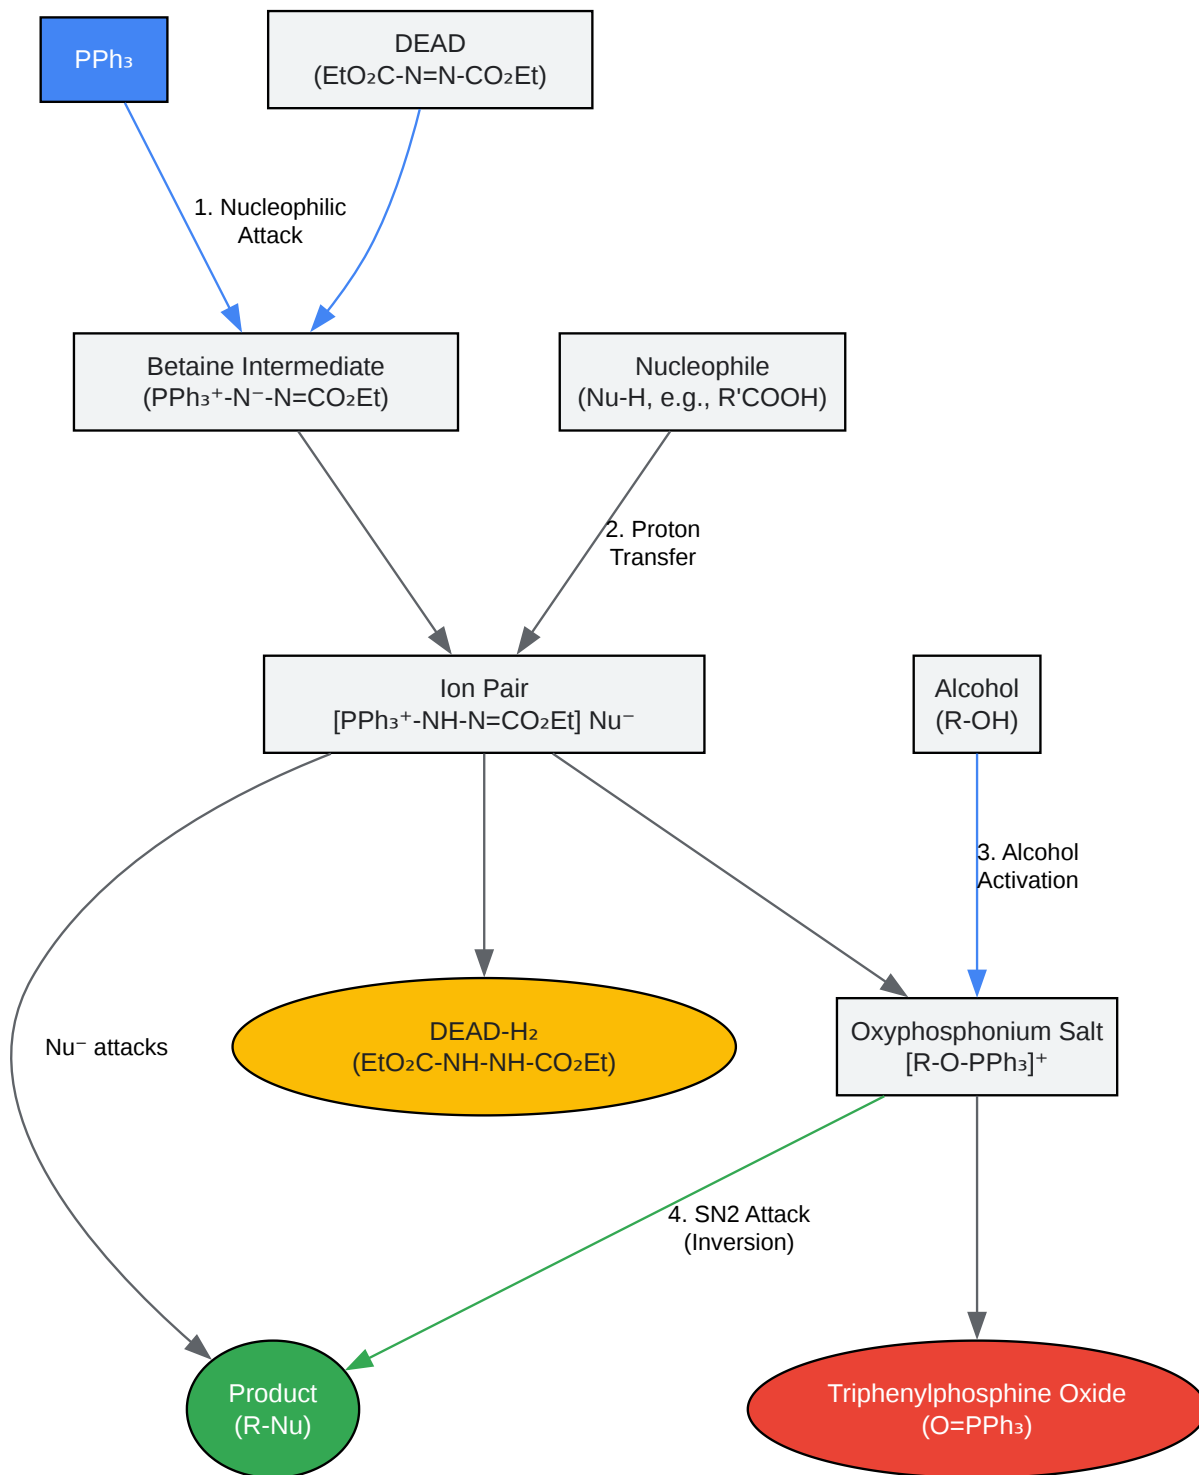 PPh₃
DEAD
(EtO₂C-N=N-CO₂Et)
1. Nucleophilic
Attack
Betaine Intermediate
(PPh₃⁺-N⁻-N=CO₂Et)
Nucleophile
(Nu-H, e.g., R'COOH)
2. Proton
Transfer
Ion Pair
[PPh₃⁺-NH-N=CO₂Et] Nu⁻
Alcohol
(R-OH)
3. Alcohol
Activation
Nu⁻ attacks
DEAD-H₂
(EtO₂C-NH-NH-CO₂Et)
Oxyphosphonium Salt
[R-O-PPh₃]⁺
4. SN2 Attack
(Inversion)
Product
(R-Nu)
Triphenylphosphine Oxide
(O=PPh₃)